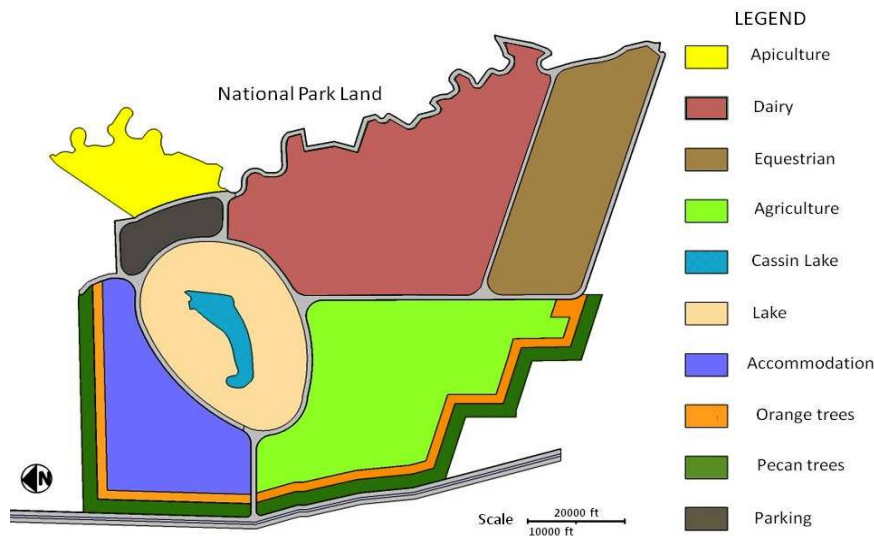 LEGEND
Apiculture
National Park Land
Dairy
Equestrian
Agriculture
Cassin Lake
Lake
Accommodation
Orange trees
Pecan trees
N
Scale
20000 ft
10000 ft
Parking